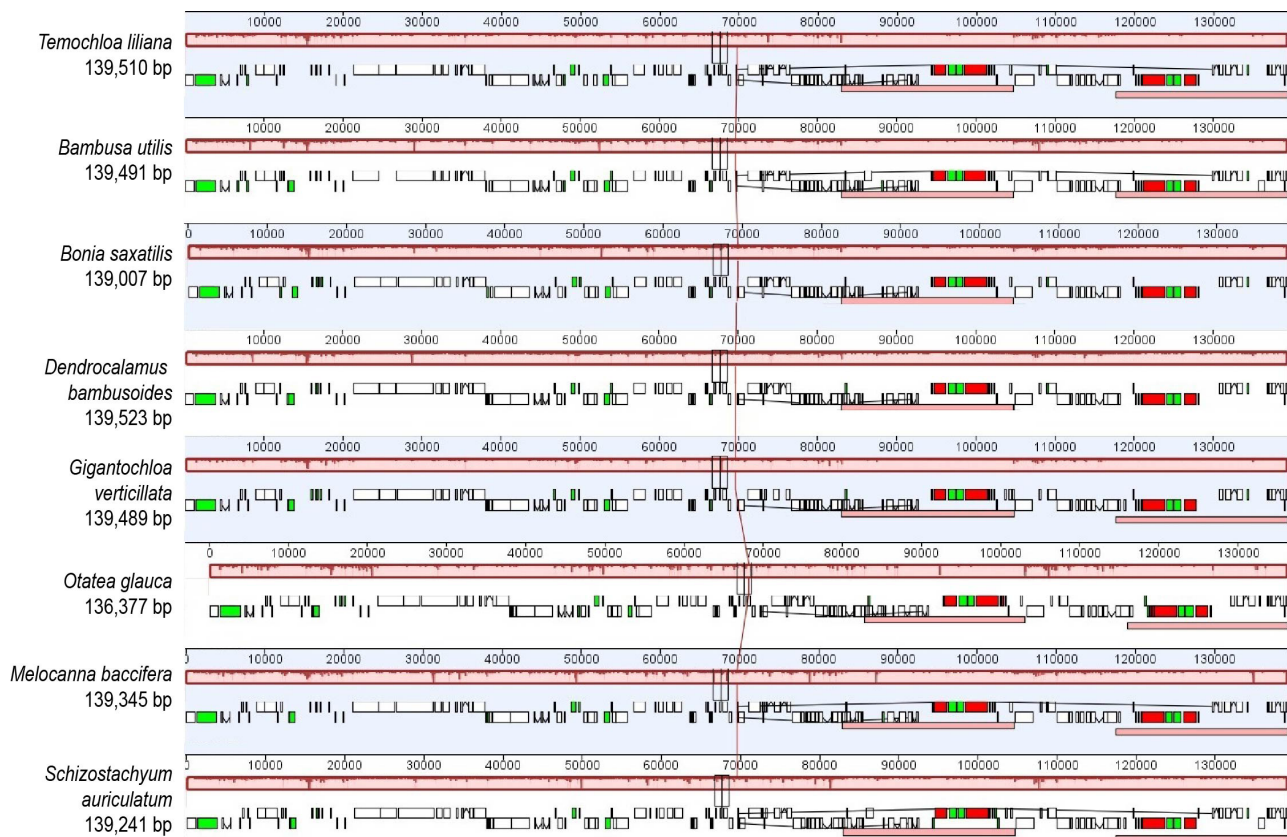 10000 20000 30000 40000 50000 60000 70000 80000 90000 100000 110000 120000 130000
Temochloa liliana
139,510 bp
10000 20000 30000 40000 50000 60000 70000 80000 90000 100000 110000 120000 130000
Bambusa utilis
139,491 bp
0 10000 20000 30000 40000 50000 60000 70000 80000 90000 100000 110000 120000 130000
Bonia saxatilis
139,007 bp
10000 20000 30000 40000 50000 60000 70000 80000 90000 100000 110000 120000 130000
Dendrocalamus
bambusoides
139,523 bp
10000 20000 30000 40000 50000 60000 70000 80000 90000 100000 110000 120000 130000
Gigantochloa
verticillata
139,489 bp
0 10000 20000 30000 40000 50000 60000 70000 80000 90000 100000 110000 120000 130000
Otatea glauca
136,377 bp
10000 20000 30000 40000 50000 60000 70000 80000 90000 100000 110000 120000 130000
Melocanna baccifera
139,345 bp
10000 20000 30000 40000 50000 60000 70000 80000 90000 100000 110000 120000 130000
Schizostachyum
auriculatum
139,241 bp